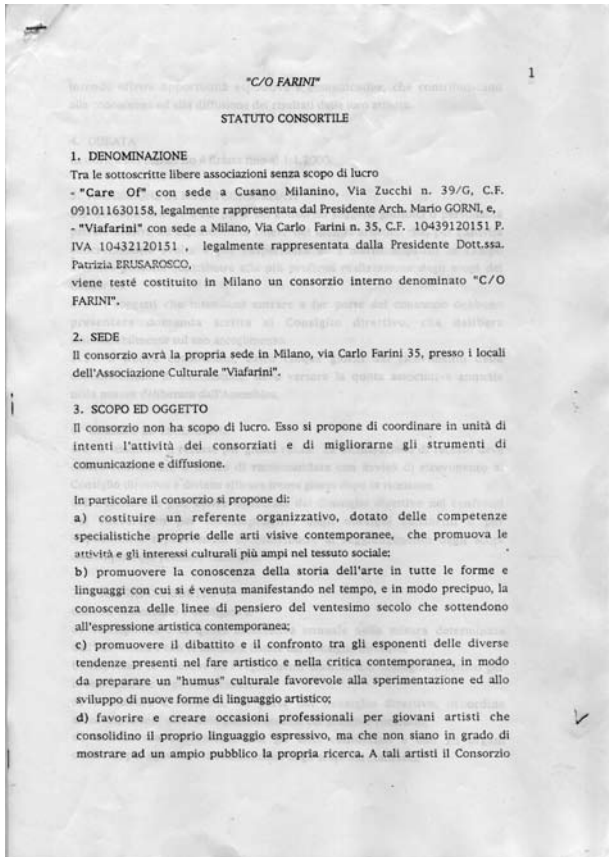 1
"C/O FARINI"
STATUTO CONSORTILE
1. DENOMINAZIONE
Tra le sottoscritte libere associazioni senza scopo di lucro
- "Care Of" con sede a Cusano Milanino, Via Zucchi n. 39/G, C.F.
091011630158, legalmente rappresentata dal Presidente Arch. Mario GORNI, e,
- "Viafarini" con sede a Milano, Via Carlo Farini n. 35, C.F. 10439120151 P.
IVA 10432120151 , legalmente rappresentata dalla Presidente Dott.ssa.
Patrizia BRUSAROSCO,
viene testé costituito in Milano un consorzio interno denominato "C/O
FARINI".
2. SEDE
Il consorzio avrà la propria sede in Milano, via Carlo Farini 35, presso i locali
dell'Associazione Culturale "Viafarini".
3. SCOPO ED OGGETTO
Il consorzio non ha scopo di lucro. Esso si propone di coordinare in unità di
intenti l'attività dei consorziati e di migliorarne gli strumenti di
comunicazione e diffusione.
In particolare il consorzio si propone di:
a) costituire un referente organizzativo, dotato delle competenze
specialistiche proprie delle arti visive contemporanee, che promuova le
attività e gli interessi culturali più ampi nel tessuto sociale;
b) promuovere la conoscenza della storia dell'arte in tutte le forme e
linguaggi con cui si é venuta manifestando nel tempo, e in modo precipuo, la
conoscenza delle linee di pensiero del ventesimo secolo che sottendono
all'espressione artistica contemporanea;
c) promuovere il dibattito e il confronto tra gli esponenti delle diverse
tendenze presenti nel fare artistico e nella critica contemporanea, in modo
da preparare un "humus" culturale favorevole alla sperimentazione ed allo
sviluppo di nuove forme di linguaggio artistico;
d) favorire e creare occasioni professionali per giovani artisti che
consolidino il proprio linguaggio espressivo, ma che non siano in grado di
mostrare ad un ampio pubblico la propria ricerca. A tali artisti il Consorzio